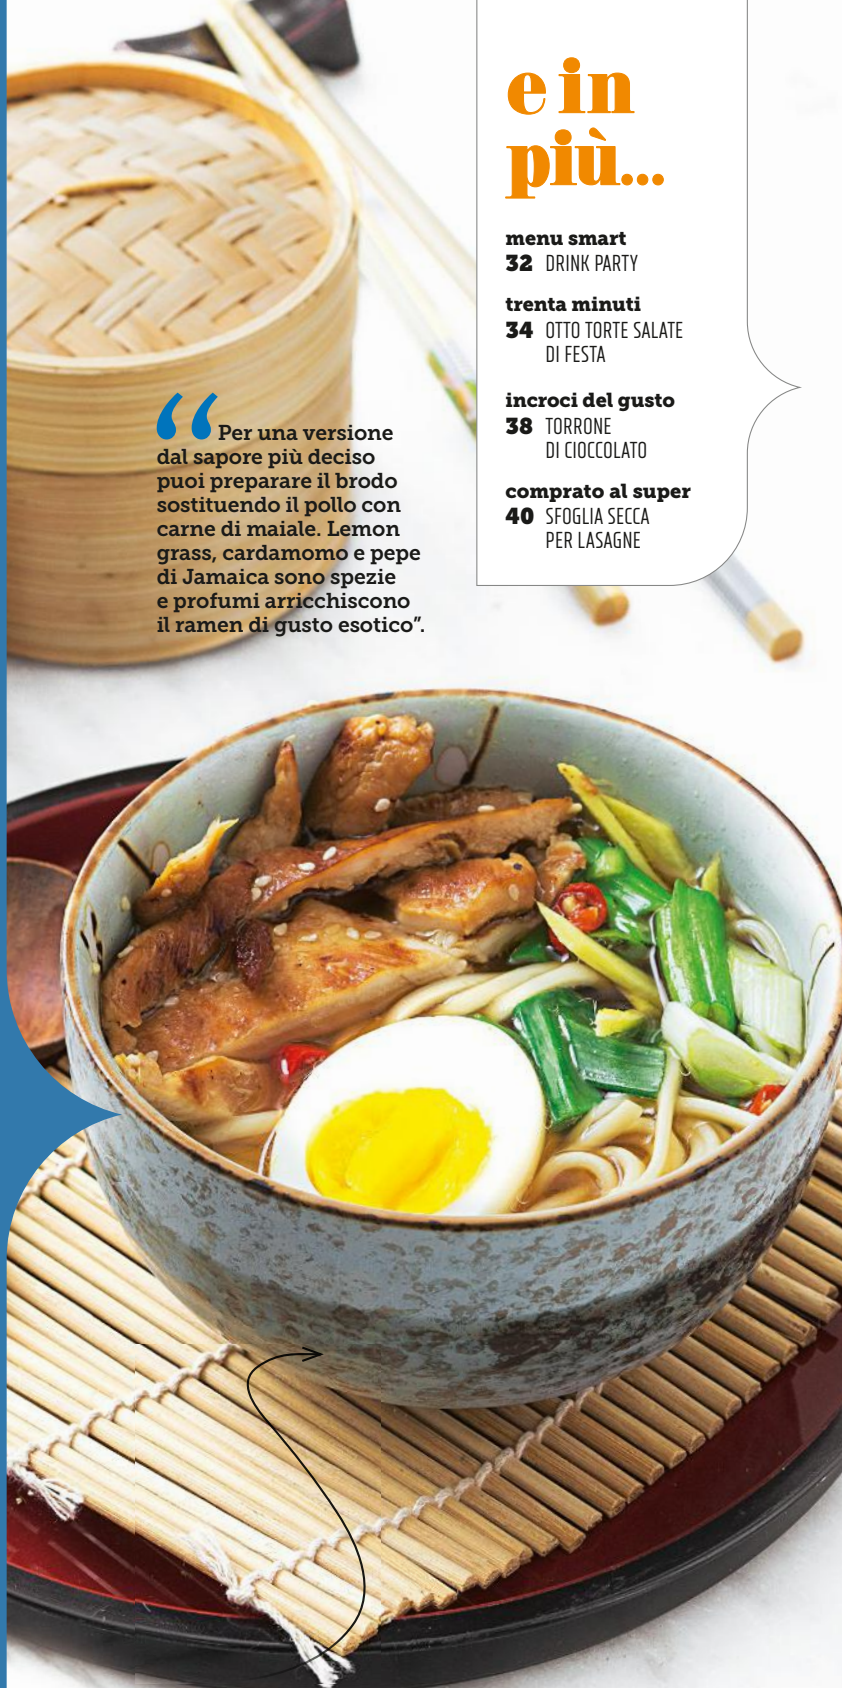 e in
più...
menu smart
32 DRINK PARTY
trenta minuti
34 OTTO TORTE SALATE
DI FESTA
incroci del gusto
38 TORRONE
DI CIOCCOLATO
comprato al super
40 SFOGLIA SECCA
PER LASAGNE
“Per una versione
dal sapore più deciso
puoi preparare il brodo
sostituendo il pollo con
carne di maiale. Lemon
grass, cardamomo e pepe
di Jamaica sono spezie
e profumi arricchiscono
il ramen di gusto esotico”.